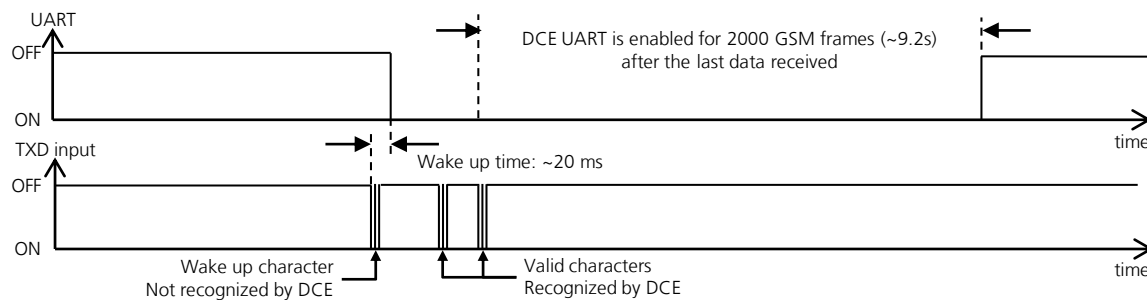 UART
OFF
DCE UART is enabled for 2000 GSM frames (~9.2s)
after the last data received
ON
time
TXD input
Wake up time: ~20 ms
OFF
ON
time
Wake up character
Not recognized by DCE
Valid characters
Recognized by DCE